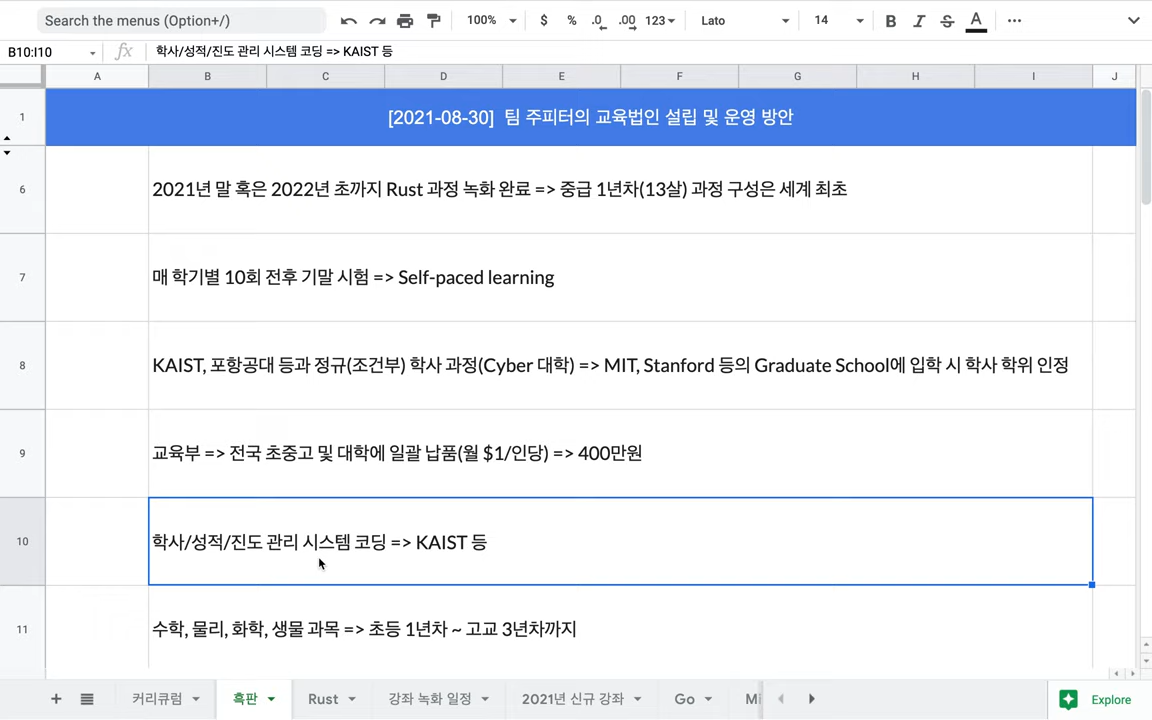 Search the menus (Option+/)
100%
$ % .0 .00 123
Lato
14
B I S A
B10:I10
fx 학사/성적/진도 관리 시스템 코딩 => KAIST 등
A B C D E F G H I J
1 [2021-08-30] 팀 주피터의 교육법인 설립 및 운영 방안
6 2021년 말 혹은 2022년 초까지 Rust 과정 녹화 완료 => 중급 1년차(13살) 과정 구성은 세계 최초
7 매 학기별 10회 전후 기말 시험 => Self-paced learning
8 KAIST, 포항공대 등과 정규(조건부) 학사 과정(Cyber 대학) => MIT, Stanford 등의 Graduate School에 입학 시 학사 학위 인정
9 교육부 => 전국 초중고 및 대학에 일괄 납품(월 $1/인당) => 400만원
10 학사/성적/진도 관리 시스템 코딩 => KAIST 등
11 수학, 물리, 화학, 생물 과목 => 초등 1년차 ~ 고교 3년차까지
커리큐럼 흑판 Rust 강좌 녹화 일정 2021년 신규 강좌 Go
Explore